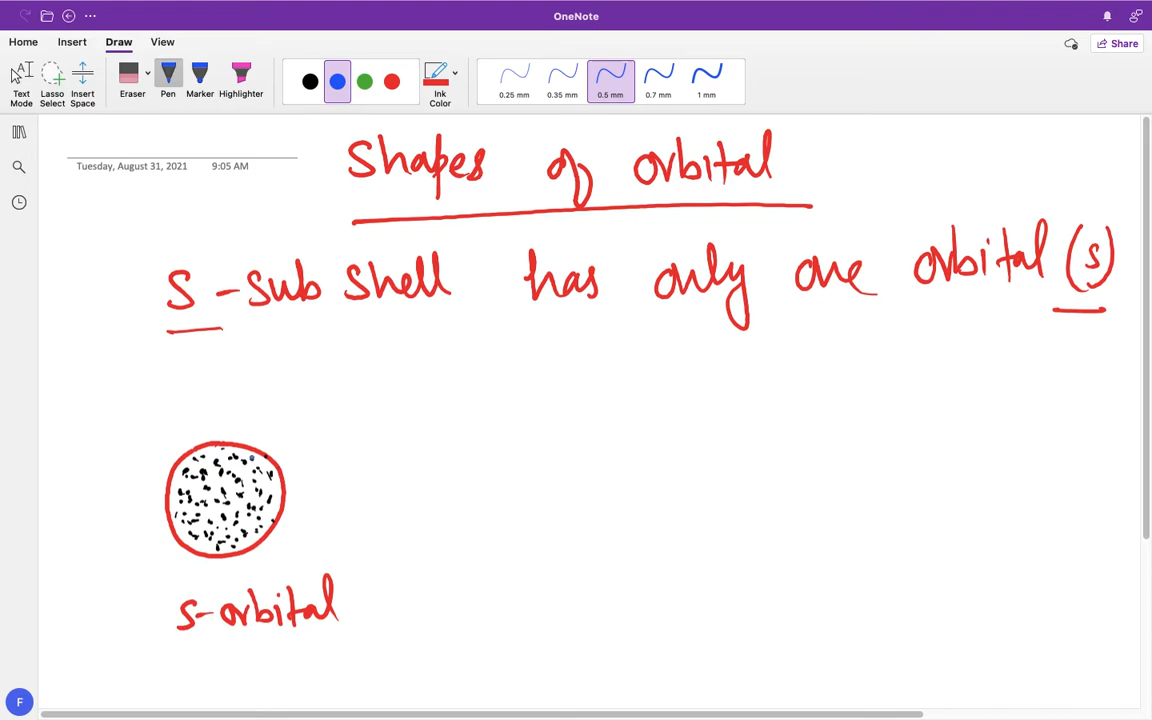 OneNote
Home Insert Draw View
Share
Text Mode
Lasso Select
Insert Space
Eraser
Pen
Marker
Highlighter
Ink Color
0.25 mm
0.35 mm
0.5 mm
0.7 mm
1 mm
Tuesday, August 31, 2021 9:05 AM
Shapes of orbital
s - sub shell has only one orbital (s)
s-orbital
F